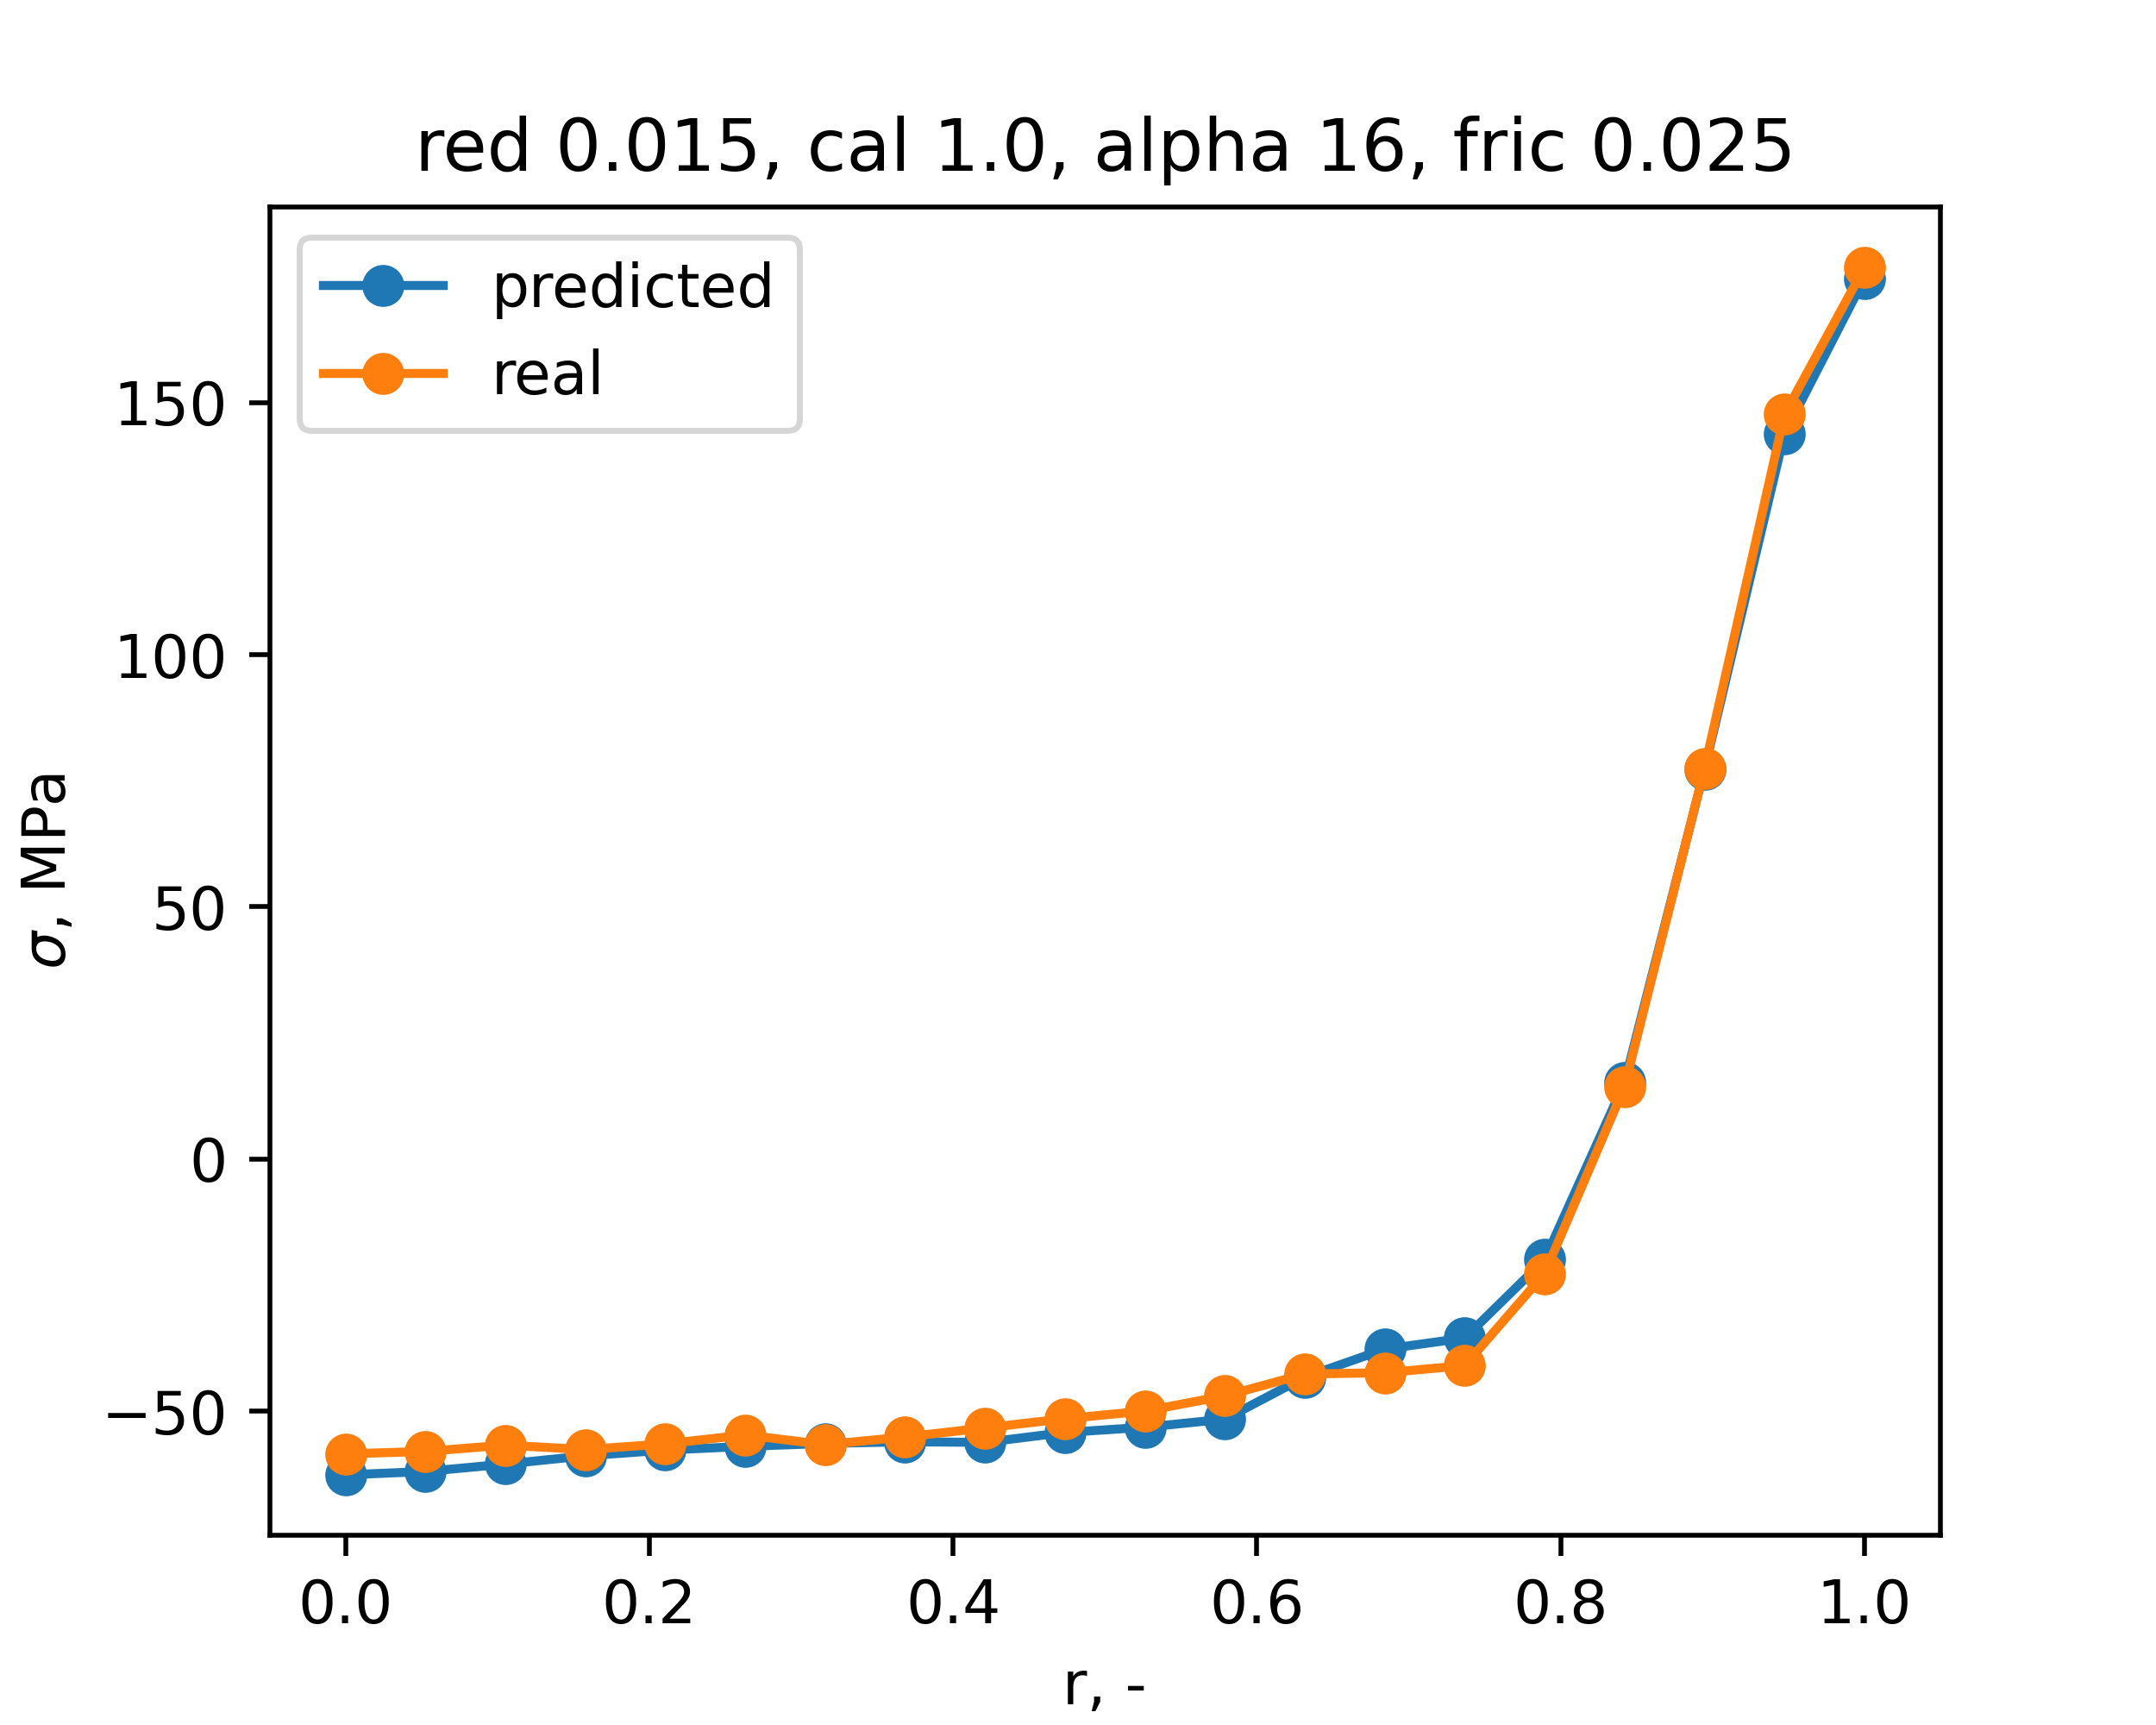 red 0.015, cal 1.0, alpha 16, fric 0.025
predicted
real
150
100
50
0
−50
σ, MPa
0.0 0.2 0.4 0.6 0.8 1.0
r, -